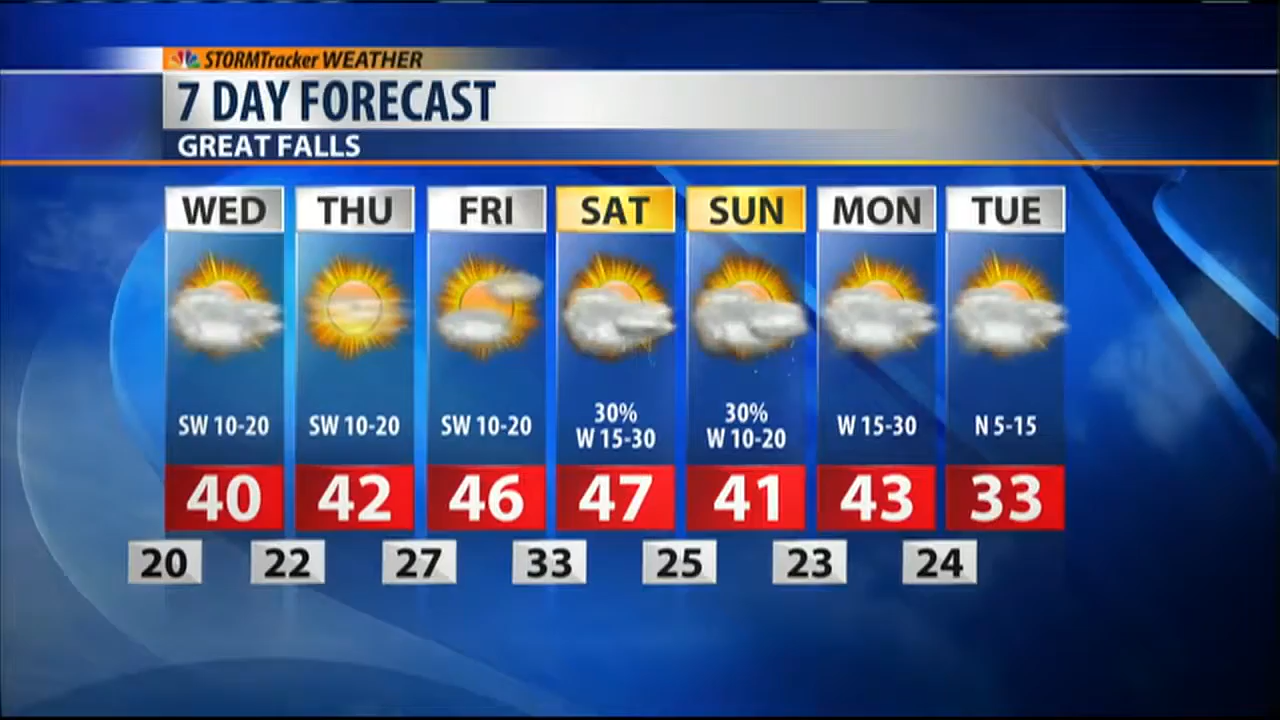 STORMTracker WEATHER
7 DAY FORECAST
GREAT FALLS
WED THU FRI SAT SUN MON TUE
SW 10-20 SW 10-20 SW 10-20 30% W 15-30 30% W 10-20 W 15-30 N 5-15
40 42 46 47 41 43 33
20 22 27 33 25 23 24